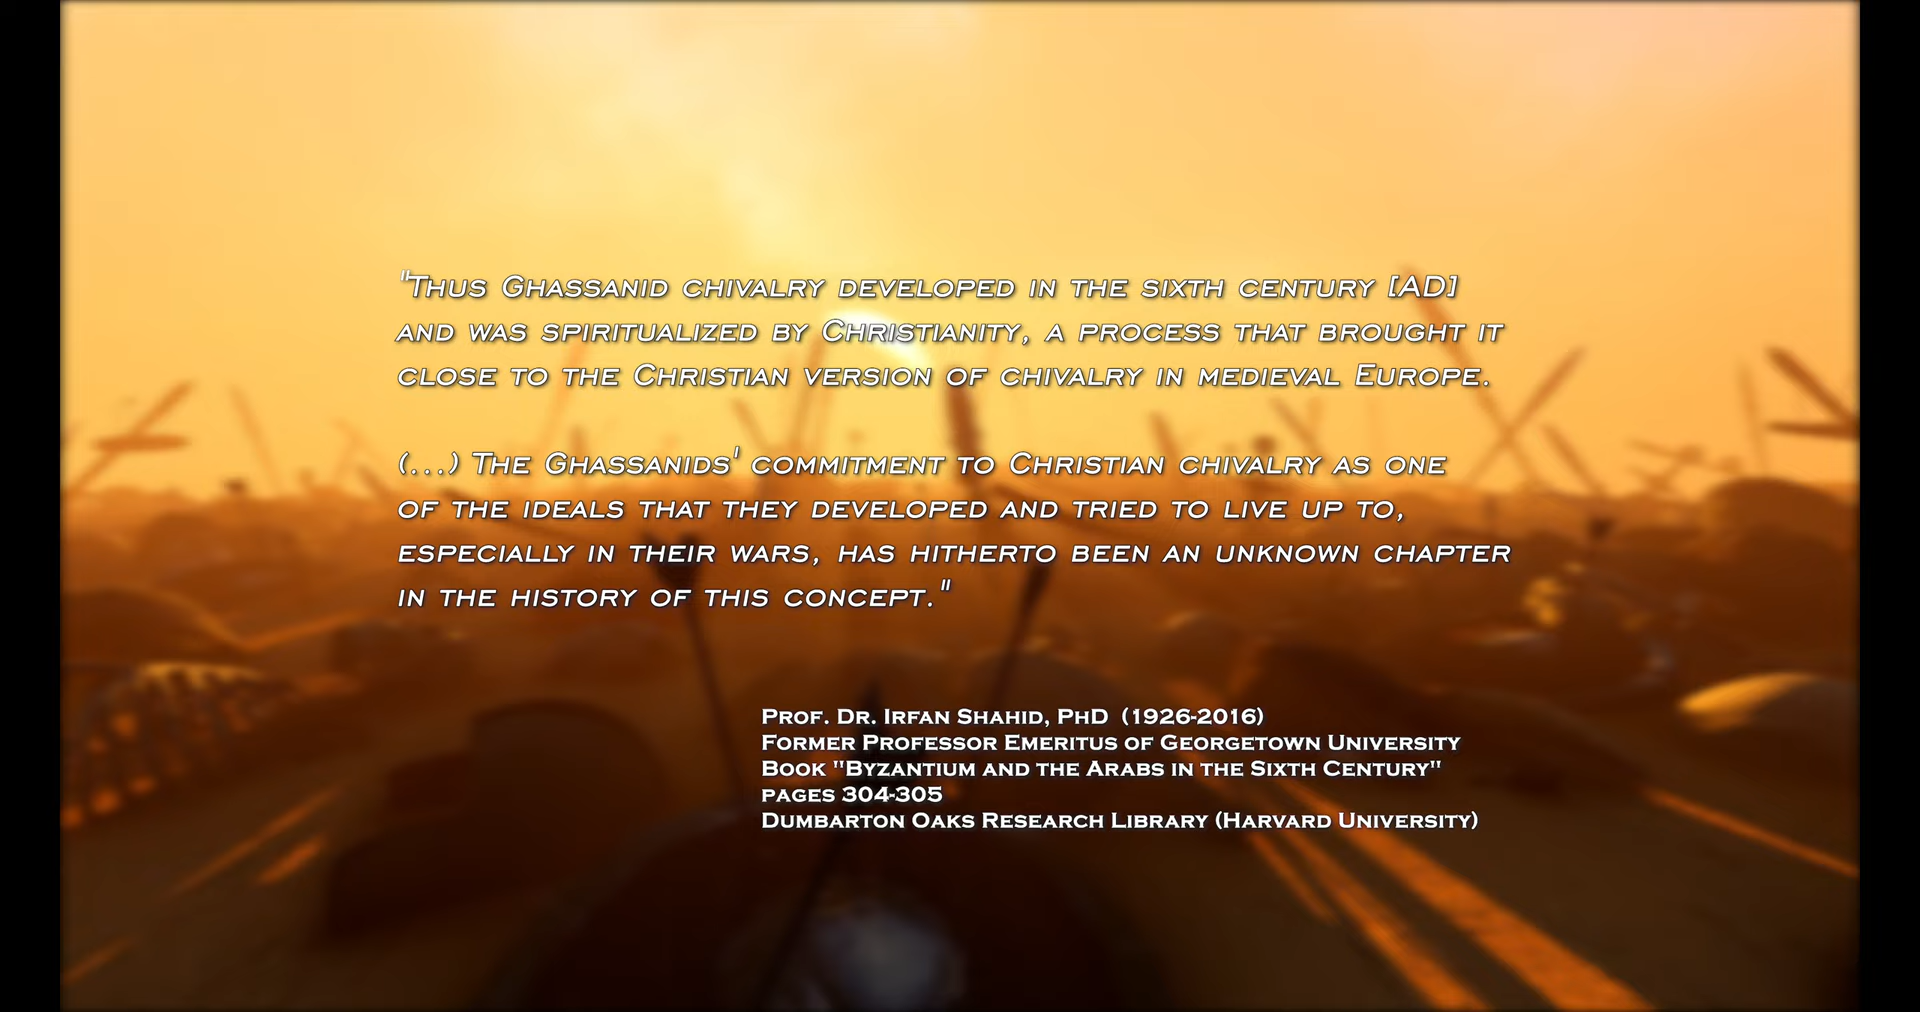 "Thus Ghassanid chivalry developed in the sixth century [AD]
and was spiritualized by Christianity, a process that brought it
close to the Christian version of chivalry in medieval Europe.
(...) The Ghassanids' commitment to Christian chivalry as one
of the ideals that they developed and tried to live up to,
especially in their wars, has hitherto been an unknown chapter
in the history of this concept."
Prof. Dr. Irfan Shahid, PhD (1926-2016)
Former Professor Emeritus of Georgetown University
Book "Byzantium and the Arabs in the Sixth Century"
pages 304-305
Dumbarton Oaks Research Library (Harvard University)